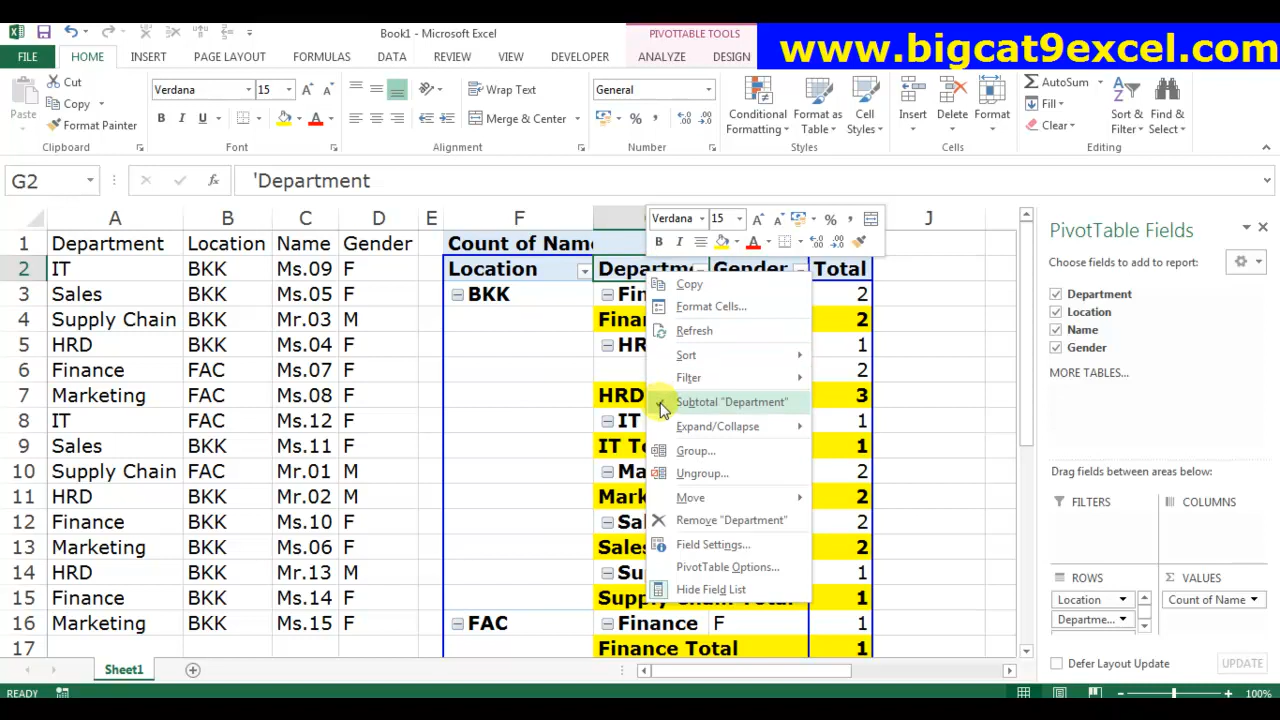 Book1 - Microsoft Excel
PIVOTTABLE TOOLS
www.bigcat9excel.com
FILE HOME INSERT PAGE LAYOUT FORMULAS DATA REVIEW VIEW DEVELOPER ANALYZE DESIGN
Paste
Cut
Copy
Format Painter
Clipboard
Verdana 15
B I U
Font
Wrap Text
Merge & Center
Alignment
General
%
Number
Conditional Formatting
Format as Table
Cell Styles
Styles
Insert
Delete
Format
Cells
AutoSum
Fill
Clear
Sort & Filter
Find & Select
Editing
G2
fx
'Department
A B C D E F J
1 Department Location Name Gender Count of Name
2 IT BKK Ms.09 F Location Gender Total
3 Sales BKK Ms.05 F BKK 2
4 Supply Chain BKK Mr.03 M 2
5 HRD BKK Ms.04 F HR 1
6 Finance FAC Ms.07 F 2
7 Marketing FAC Ms.08 F HRD 3
8 IT FAC Ms.12 F IT 1
9 Sales FAC Ms.11 F 1
10 Supply Chain FAC Mr.01 M 2
11 HRD BKK Mr.02 M 2
12 Finance BKK Ms.10 F 2
13 Marketing BKK Ms.06 F Sales 2
14 HRD BKK Mr.13 M 1
15 Finance BKK Ms.14 F Supply Chain Total 1
16 Marketing BKK Ms.15 F FAC Finance F 1
17 Finance Total 1
Verdana 15
%
B I
Copy
Format Cells...
Refresh
Sort
Filter
Subtotal "Department"
Expand/Collapse
Group...
Ungroup...
Move
Remove "Department"
Field Settings...
PivotTable Options...
Hide Field List
PivotTable Fields
Choose fields to add to report:
Department
Location
Name
Gender
MORE TABLES...
Drag fields between areas below:
FILTERS
COLUMNS
ROWS
Σ VALUES
Location
Departme...
Count of Name
Defer Layout Update
UPDATE
Sheet1
READY
100%